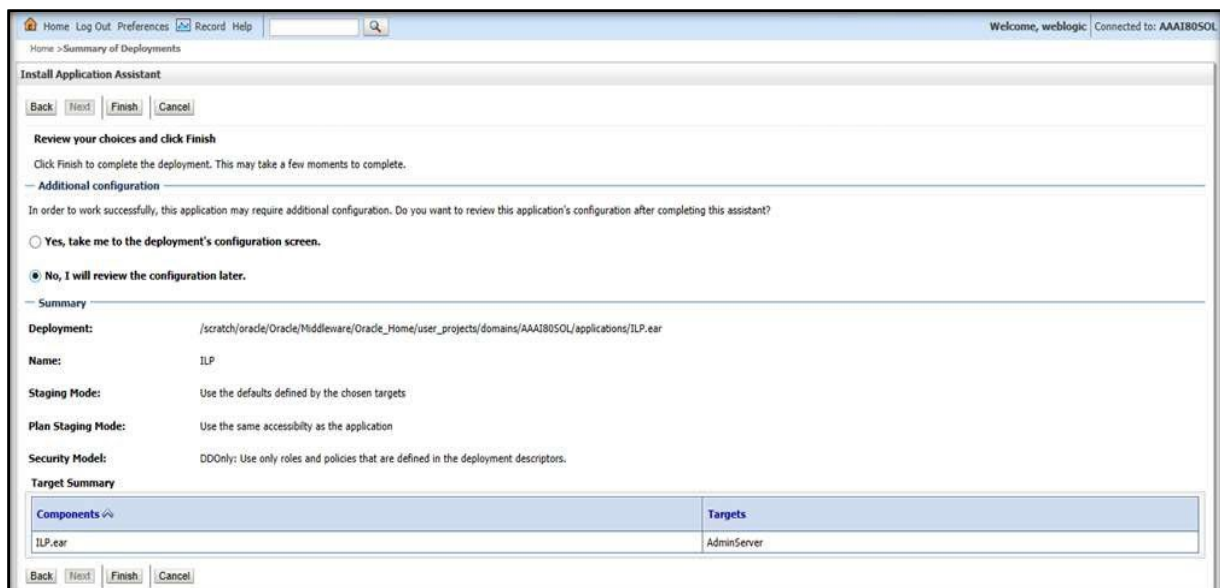 Home Log Out Preferences Record Help
Welcome, weblogic Connected to: AAAI80SOL
Home >Summary of Deployments
Install Application Assistant
Back Next Finish Cancel
Review your choices and click Finish
Click Finish to complete the deployment. This may take a few moments to complete.
Additional configuration
In order to work successfully, this application may require additional configuration. Do you want to review this application's configuration after completing this assistant?
Yes, take me to the deployment's configuration screen.
No, I will review the configuration later.
Summary
Deployment: /scratch/oracle/Oracle/Middleware/Oracle_Home/user_projects/domains/AAAI80SOL/applications/ILP.ear
Name: ILP
Staging Mode: Use the defaults defined by the chosen targets
Plan Staging Mode: Use the same accessibilty as the application
Security Model: DDOnly: Use only roles and policies that are defined in the deployment descriptors.
Target Summary
Components Targets
ILP.ear AdminServer
Back Next Finish Cancel